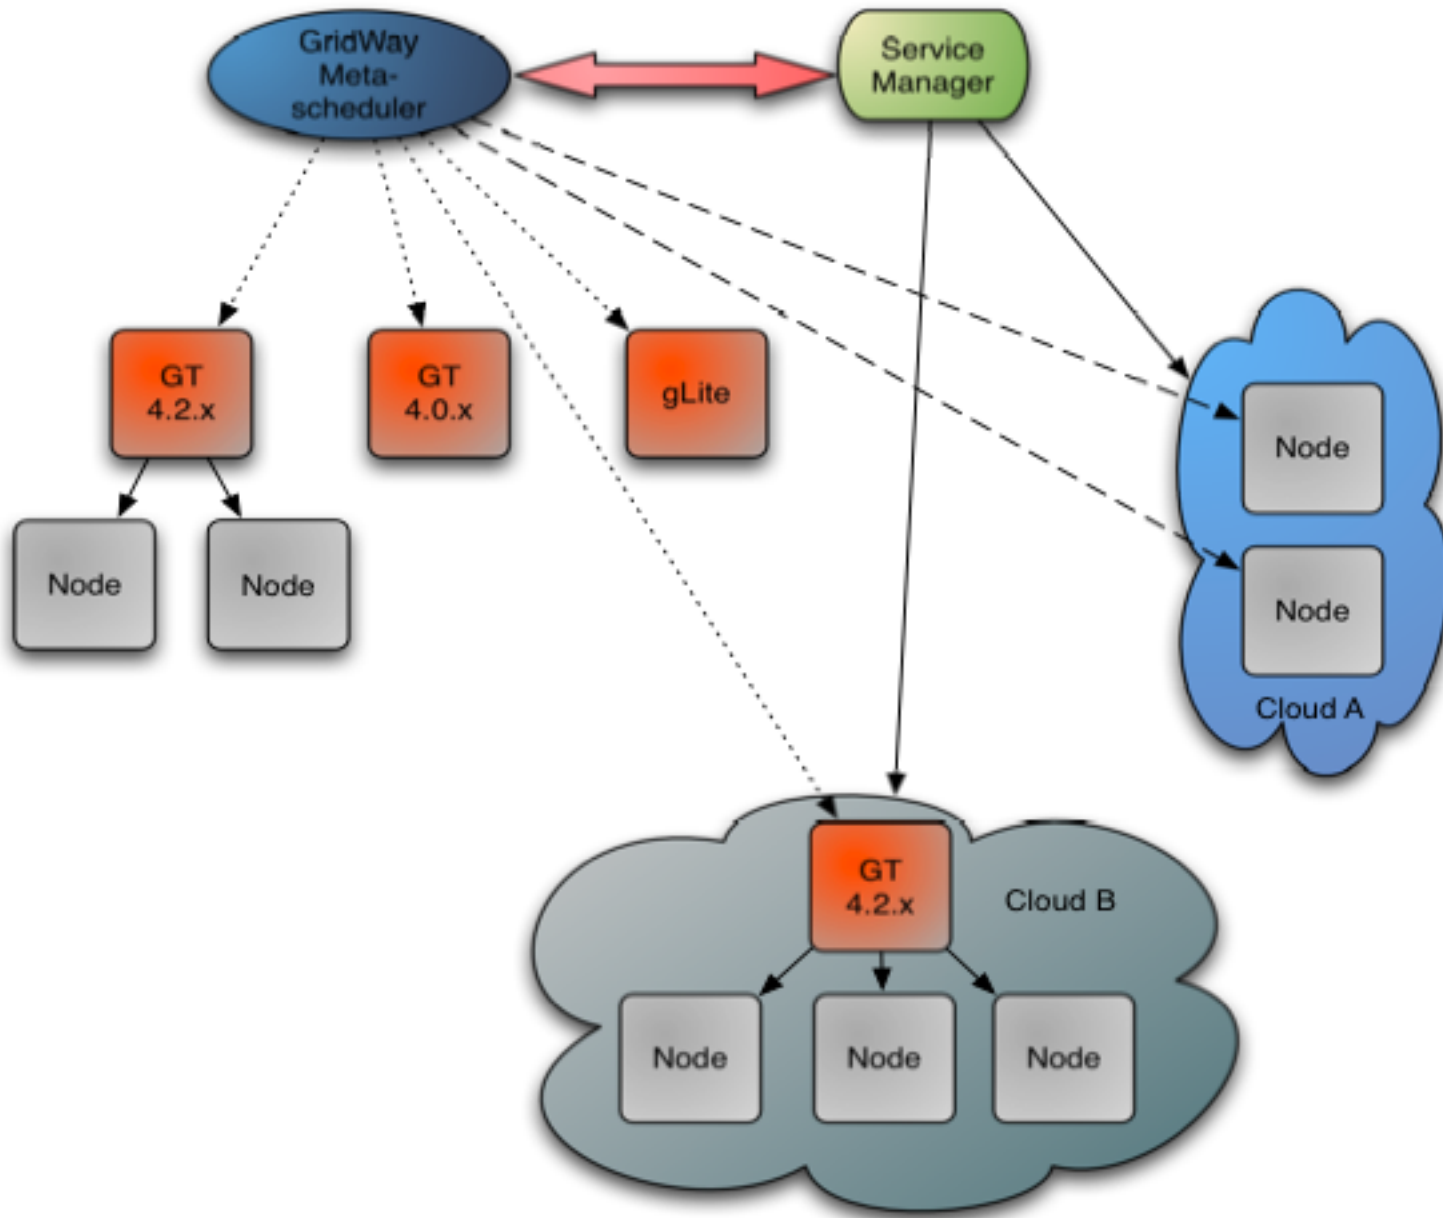 GridWay
Meta-
scheduler
Service
Manager
GT
4.2.x
GT
4.0.x
gLite
Node
Node
Node
Node
Cloud A
GT
4.2.x
Cloud B
Node
Node
Node